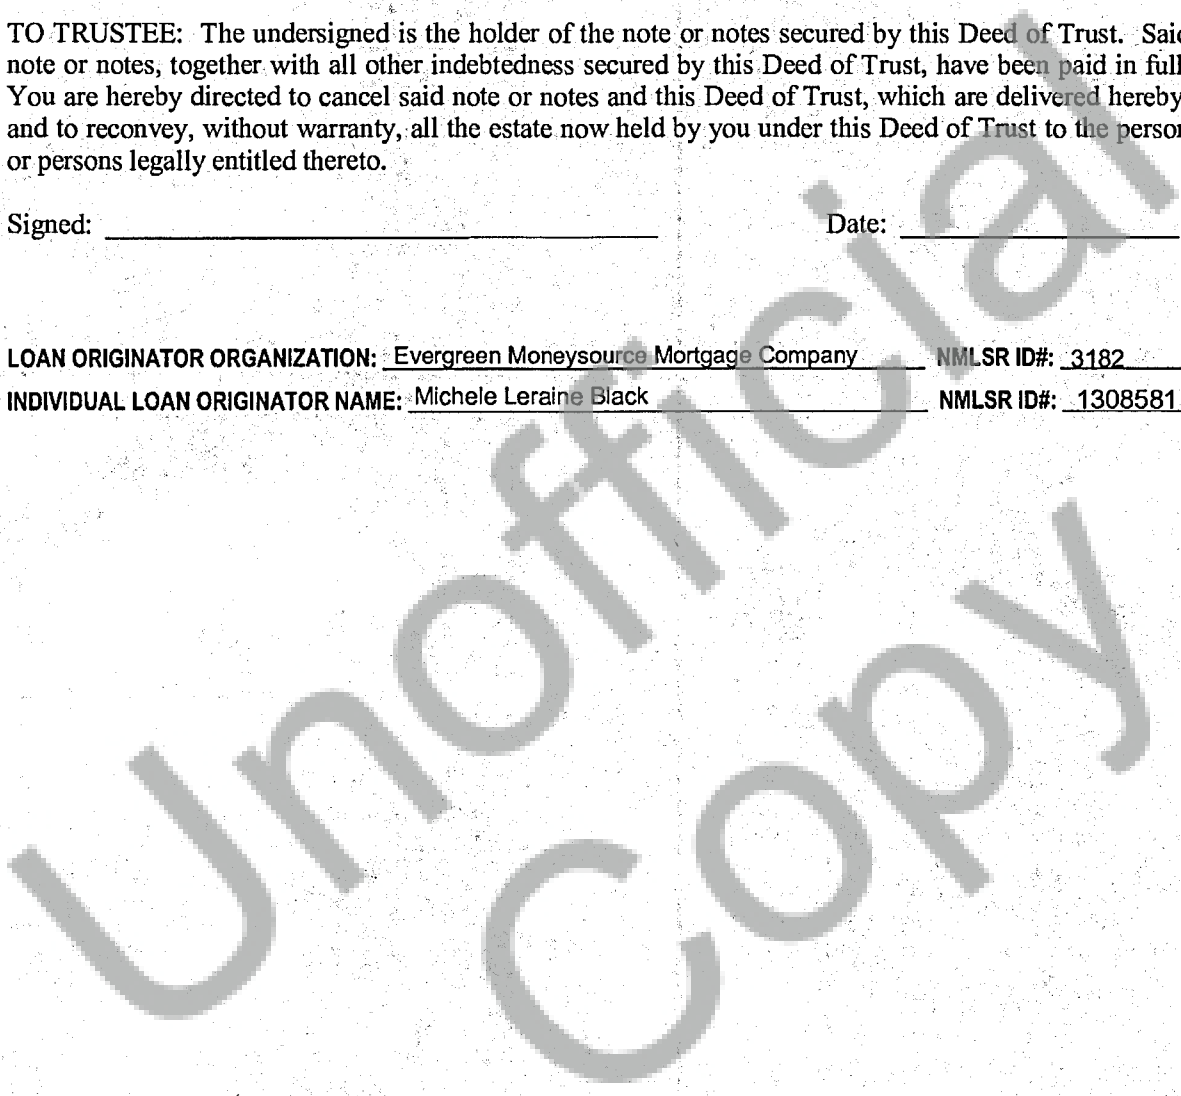 TO TRUSTEE: The undersigned is the holder of the note or notes secured by this Deed of Trust. Said
note or notes, together with all other indebtedness secured by this Deed of Trust, have been paid in full
You are hereby directed to cancel said note or notes and this Deed of Trust, which are delivered hereby,
and to reconvey, without warranty, all the estate now held by you under this Deed of Trust to the person
or persons legally entitled thereto.
Signed: Date:
LOAN ORIGINATOR ORGANIZATION: Evergreen Moneysource Mortgage Company NMLSR ID#: 3182
INDIVIDUAL LOAN ORIGINATOR NAME: Michele Leraine Black NMLSR ID#: 1308581
Unofficial
Copy